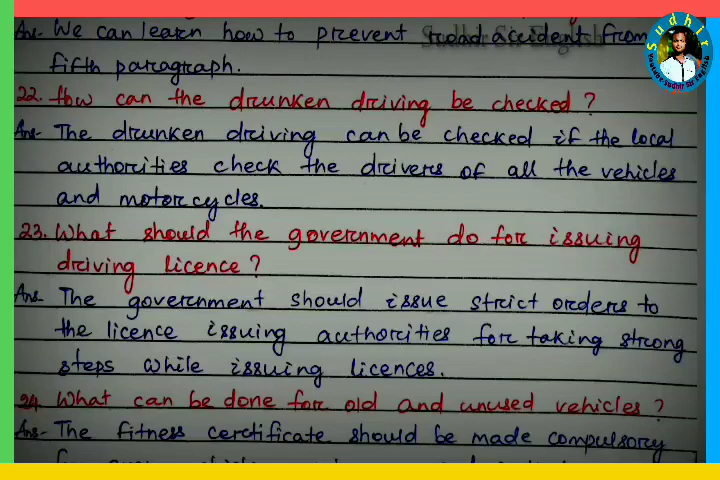 Ans- We can learn how to prevent road accident from
fifth paragraph.
22. How can the drunken driving be checked?
Ans- The drunken driving can be checked if the local
authorities check the drivers of all the vehicles
and motorcycles.
23. What should the government do for issuing
driving licence?
Ans- The government should issue strict orders to
the licence issuing authorities for taking strong
steps while issuing licences.
24. What can be done for old and unused vehicles?
Ans- The fitness certificate should be made compulsory
Sudhir